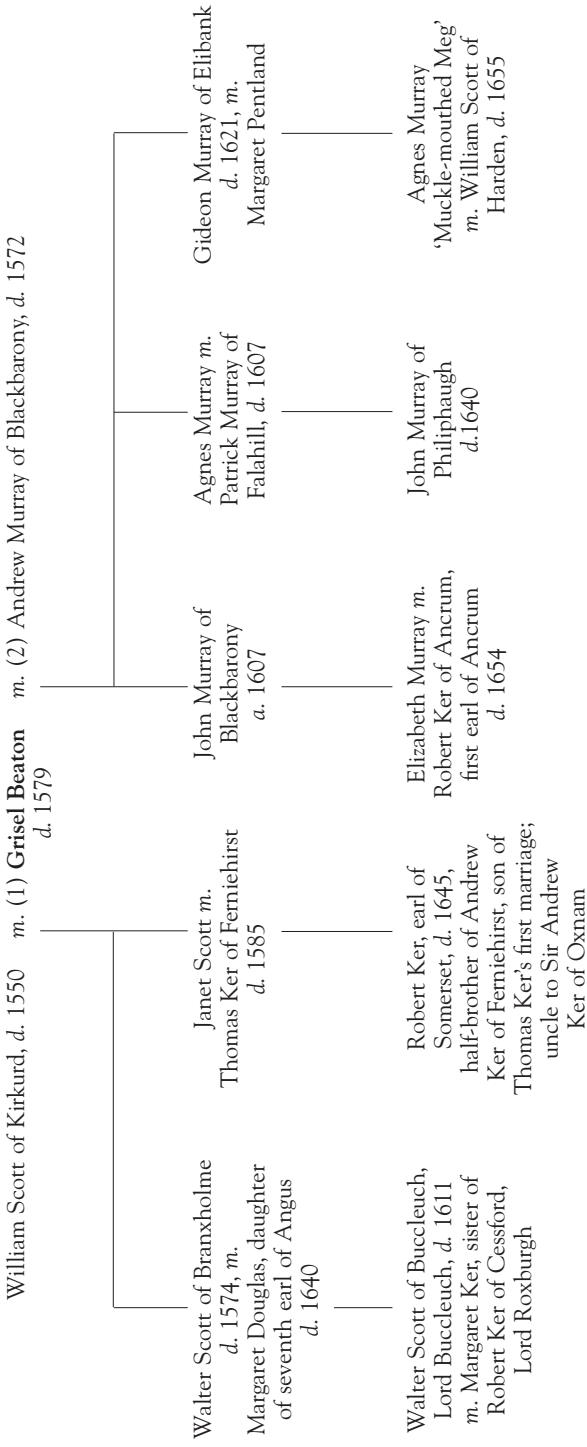 William Scott of Kirkurd, d. 1550 m. (1) Grisel Beaton m. (2) Andrew Murray of Blackbarony, d. 1572
d. 1579
Walter Scott of Branxholme
d. 1574, m.
Margaret Douglas, daughter
of seventh earl of Angus
d. 1640
Janet Scott m.
Thomas Ker of Ferniehirst
d. 1585
John Murray of
Blackbarony
a. 1607
Agnes Murray m.
Patrick Murray of
Falahill, d. 1607
Gideon Murray of Elibank
d. 1621, m.
Margaret Pentland
Walter Scott of Buccleuch,
Lord Buccleuch, d. 1611
m. Margaret Ker, sister of
Robert Ker of Cessford,
Lord Roxburgh
Robert Ker, earl of
Somerset, d. 1645,
half-brother of Andrew
Ker of Ferniehirst, son of
Thomas Ker's first marriage;
uncle to Sir Andrew
Ker of Oxnam
Elizabeth Murray m.
Robert Ker of Ancrum,
first earl of Ancrum
d. 1654
John Murray of
Philiphaugh
d.1640
Agnes Murray
‘Muckle-mouthed Meg’
m. William Scott of
Harden, d. 1655